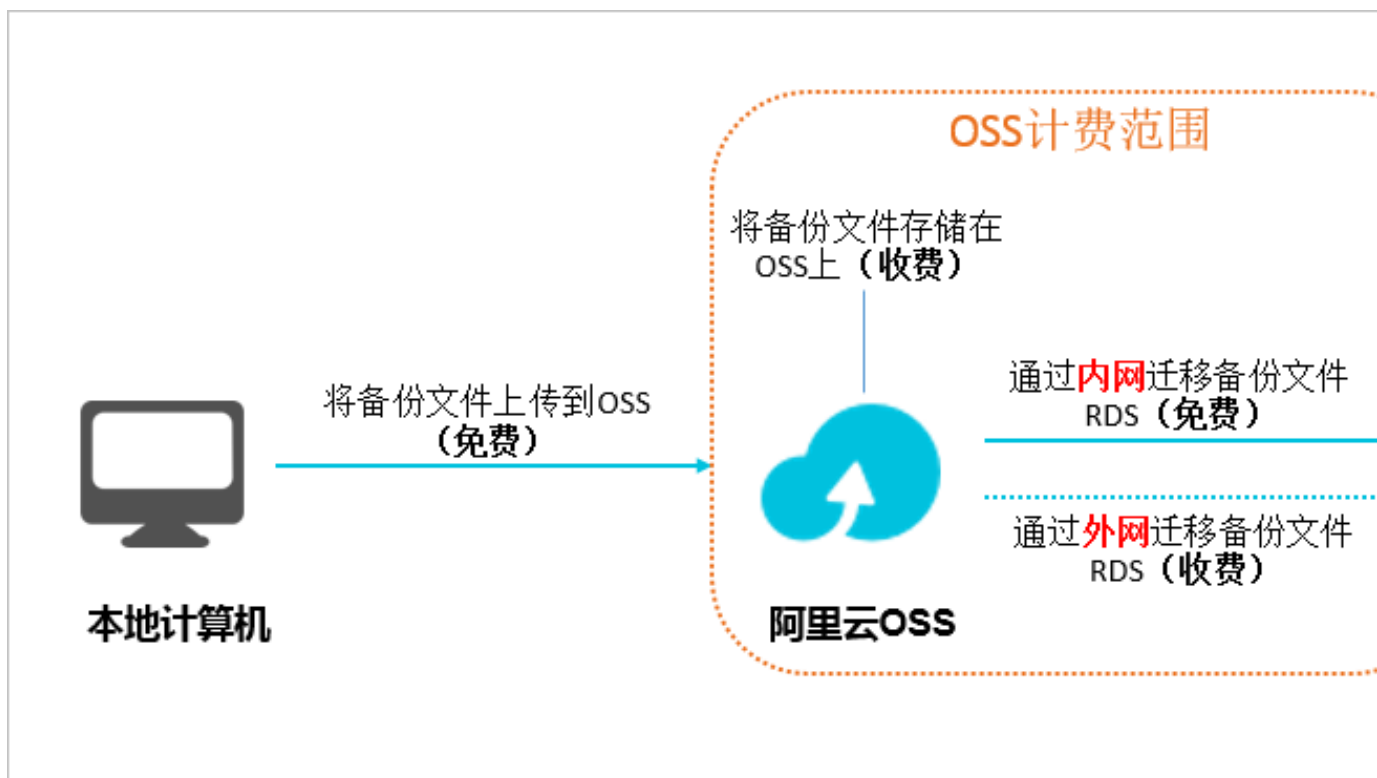 OSS计费范围
将备份文件存储在
OSS上（收费）
将备份文件上传到OSS
（免费）
通过内网迁移备份文件
RDS（免费）
通过外网迁移备份文件
RDS（收费）
本地计算机
阿里云OSS